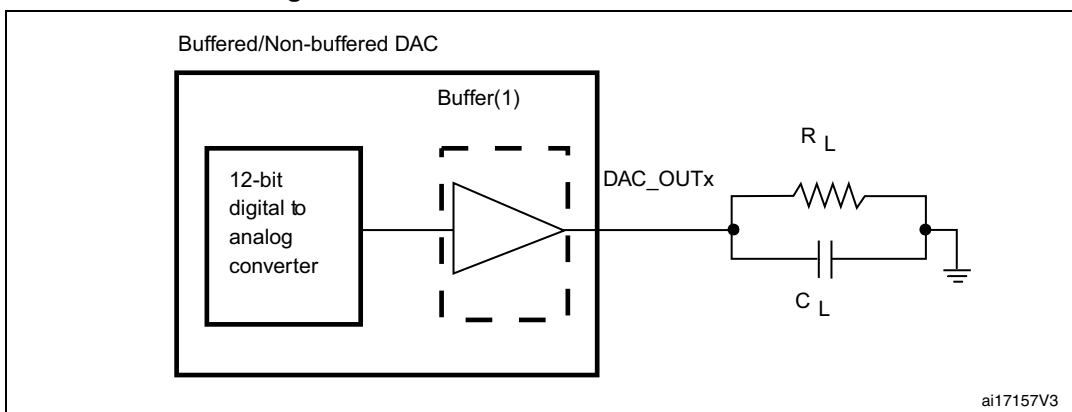 Buffered/Non-buffered DAC
Buffer(1)
12-bit
digital to
analog
converter
DAC_OUTx
R L
C L
ai17157V3